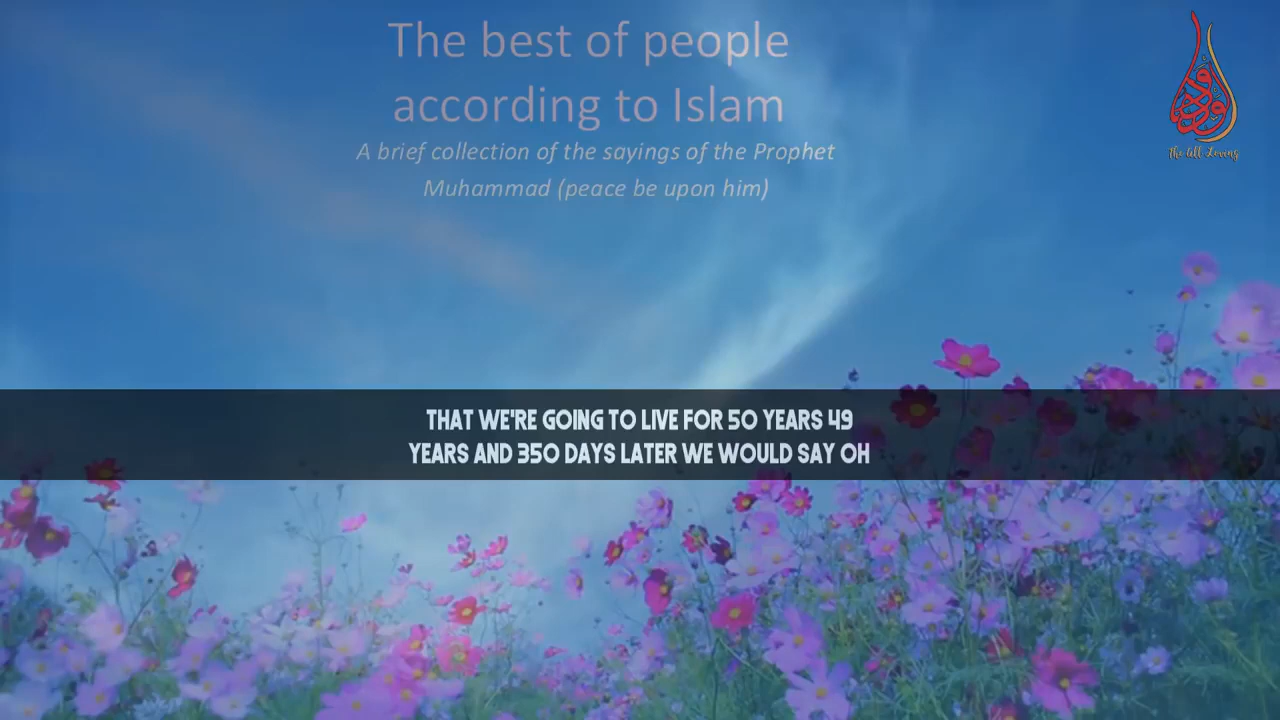 The best of people
according to Islam
A brief collection of the sayings of the Prophet
Muhammad (peace be upon him)
The All Loving
THAT WE'RE GOING TO LIVE FOR 50 YEARS 49
YEARS AND 350 DAYS LATER WE WOULD SAY OH